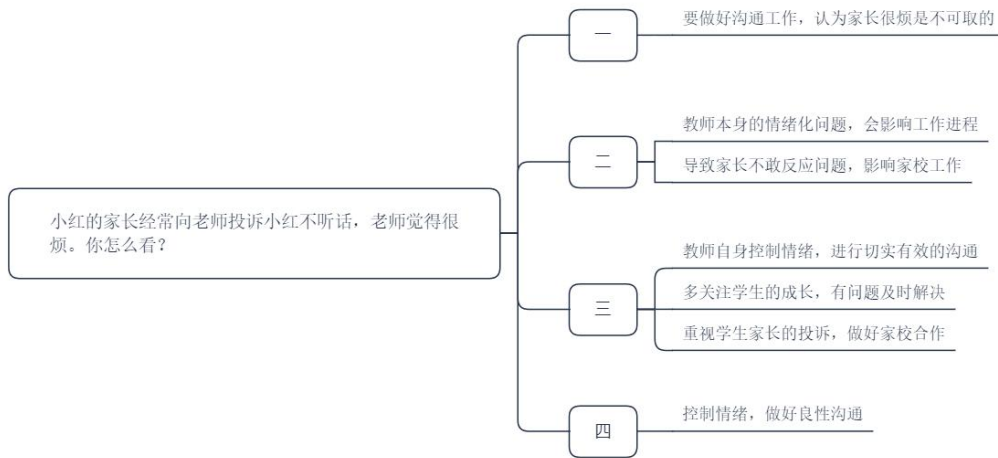 小红的家长经常向老师投诉小红不听话，老师觉得很
烦。你怎么看？
一
要做好沟通工作，认为家长很烦是不可取的
二
教师本身的情绪化问题，会影响工作进程
导致家长不敢反应问题，影响家校工作
三
教师自身控制情绪，进行切实有效的沟通
多关注学生的成长，有问题及时解决
重视学生家长的投诉，做好家校合作
四
控制情绪，做好良性沟通